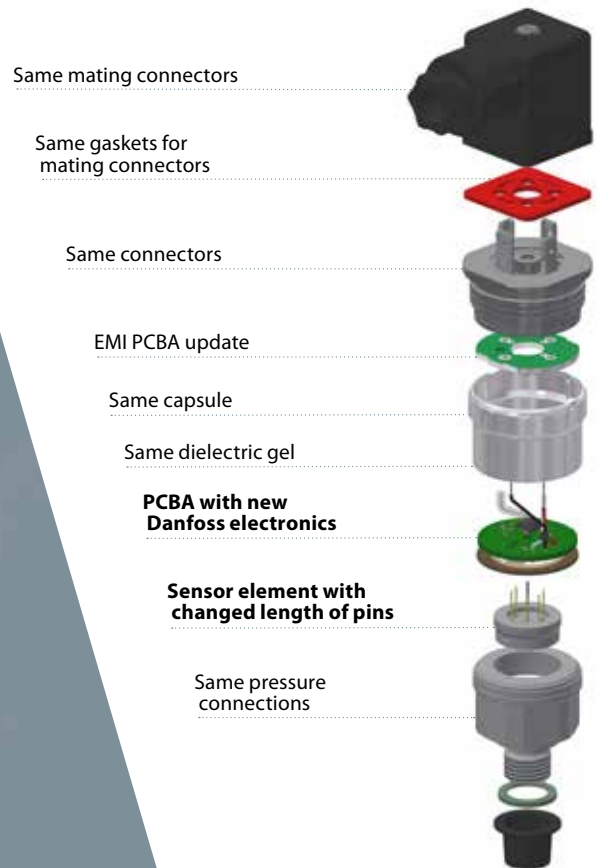 Same mating connectors
Same gaskets for
mating connectors
Same connectors
EMI PCBA update
Same capsule
Same dielectric gel
PCBA with new
Danfoss electronics
Sensor element with
changed length of pins
Same pressure
connections